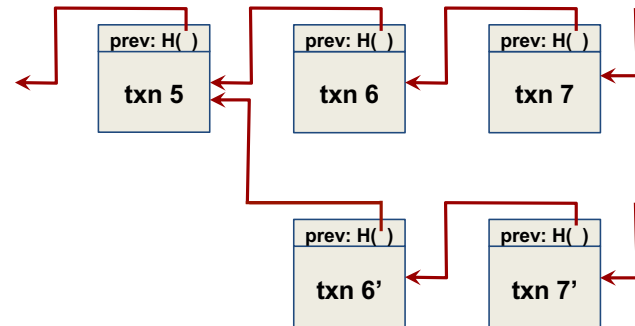 prev: H( )
txn 5
prev: H( )
txn 6
prev: H( )
txn 7
prev: H( )
txn 6’
prev: H( )
txn 7’